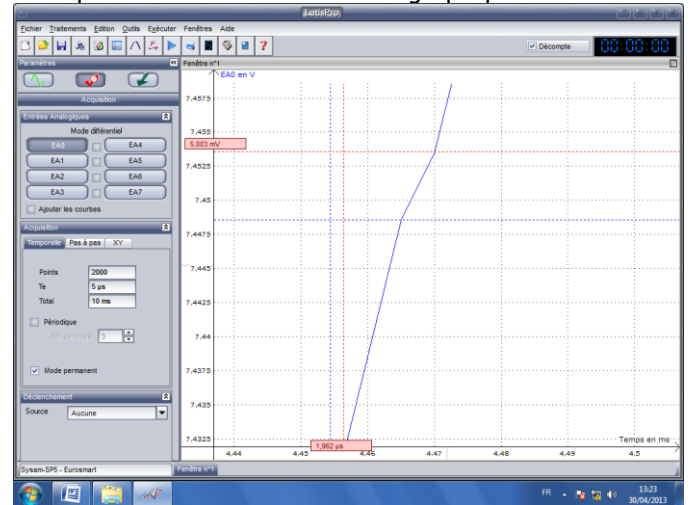 LatisPro
Fichier Traitements Edition Outils Exécuter Fenêtres Aide
Décompte 00:00:00
Paramètres
Fenêtre n°1
Acquisition
Entrées Analogiques
Mode différentiel
EA0 EA4
EA1 EA5
EA2 EA6
EA3 EA7
Ajouter les courbes
Acquisition
Temporelle Pas à pas XY
Points 2000
Te 5 µs
Total 10 ms
Périodique
Nb. périodes 3
Mode permanent
Déclenchement
Source Aucune
EA0 en V
7,4575
7,455
5,003 mV
7,4525
7,45
7,4475
7,445
7,4425
7,44
7,4375
7,435
7,4325
1,962 µs
Temps en ms
4,44 4,45 4,46 4,47 4,48 4,49 4,5
Sysam-SP5 - Eurosmart
Fenêtre n°1
FR
13:23
30/04/2013